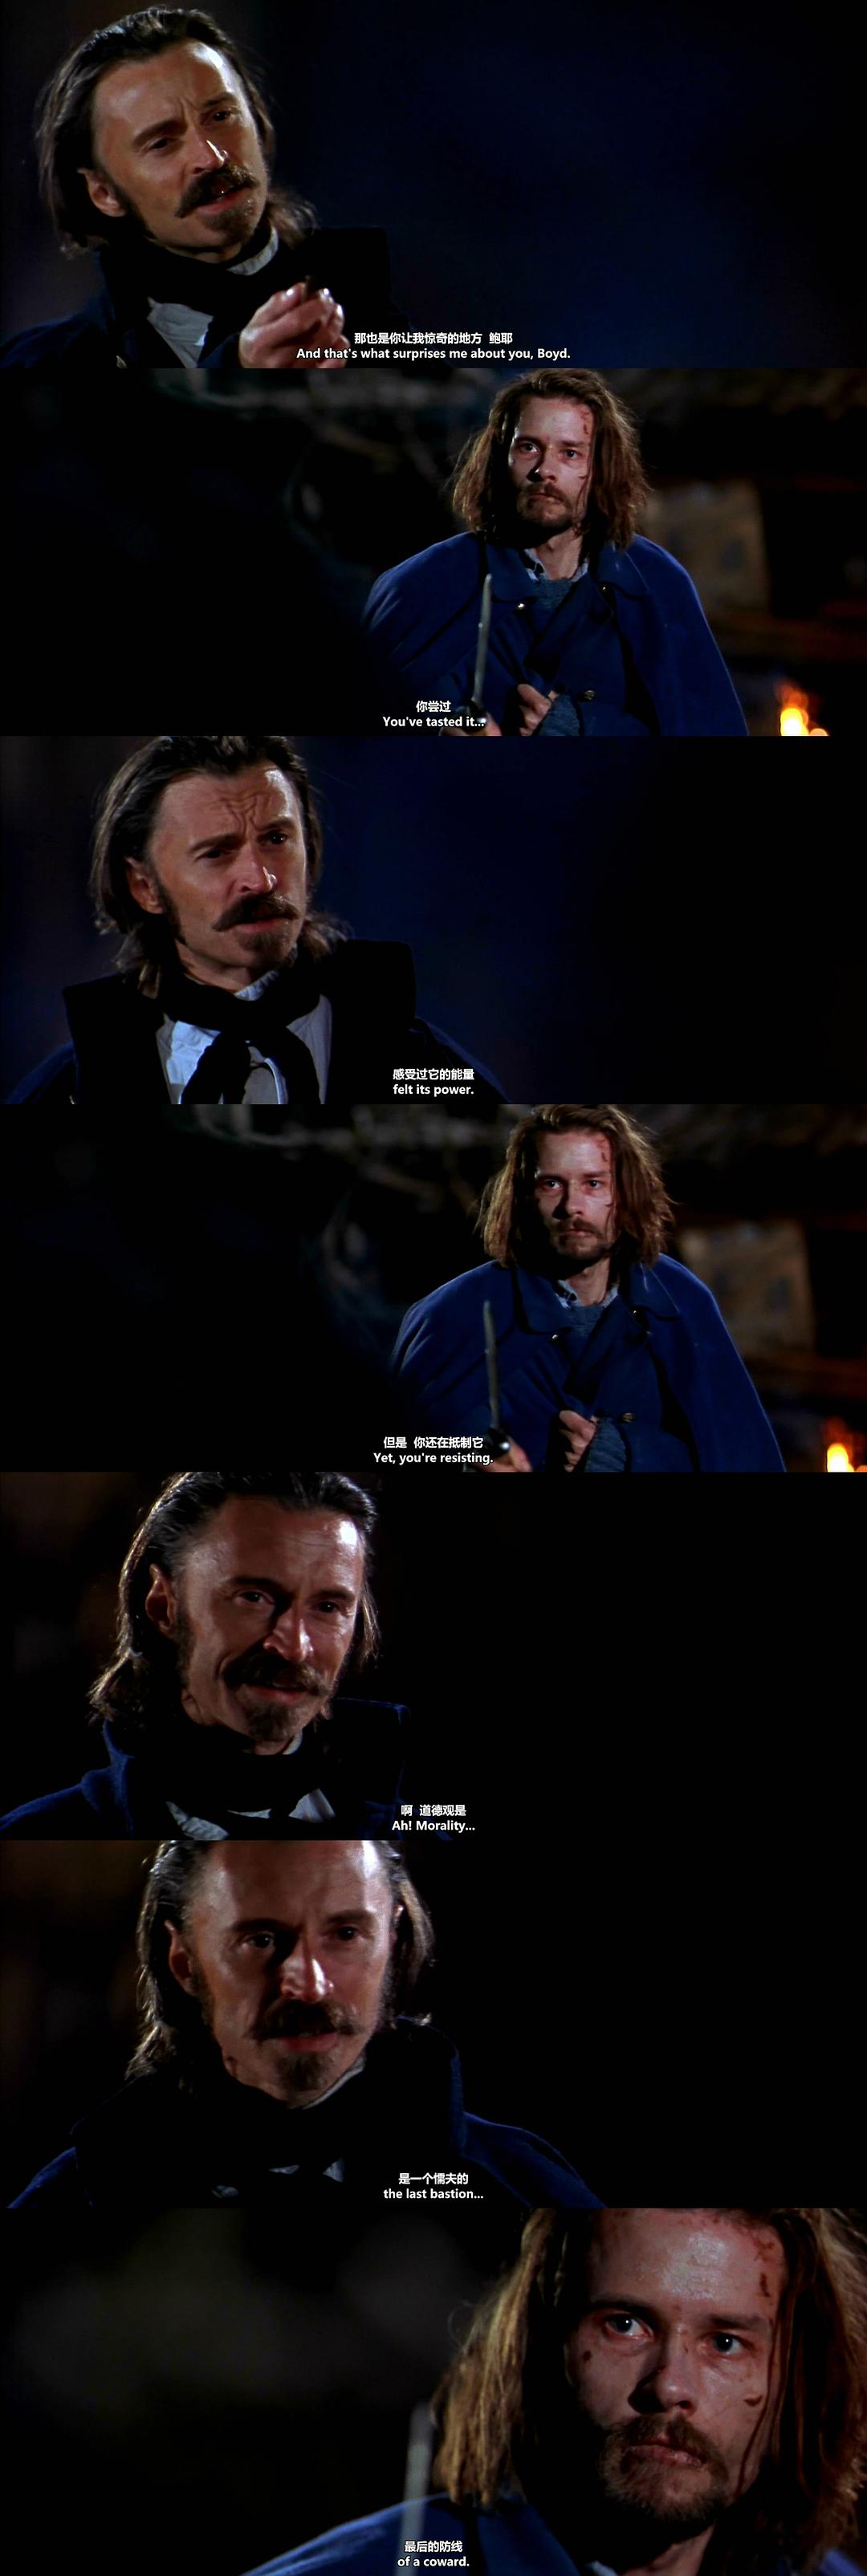 那也是你让我惊奇的地方 鲍耶
And that's what surprises me about you, Boyd.
你尝过
You've tasted it...
感受过它的能量
felt its power.
但是 你还在抵制它
Yet, you're resisting.
啊 道德观是
Ah! Morality...
是一个懦夫的
the last bastion...
最后的防线
of a coward.